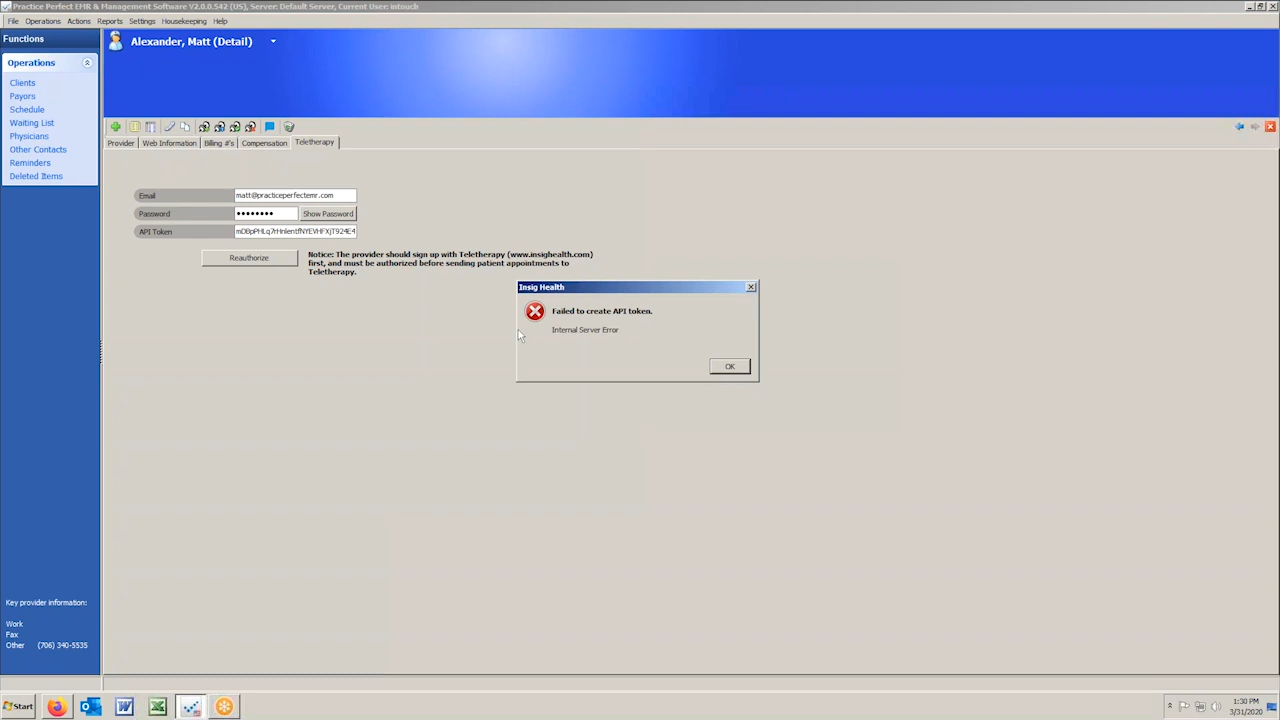 Practice Perfect EMR & Management Software V2.0.0.542 (US), Server: Default Server, Current User: intouch
File Operations Actions Reports Settings Housekeeping Help
Functions
Alexander, Matt (Detail)
Operations
Clients
Payors
Schedule
Waiting List
Physicians
Other Contacts
Reminders
Deleted Items
Provider Web Information Billing #'s Compensation Teletherapy
Email matt@practiceperfectemr.com
Password •••••••• Show Password
API Token
Reauthorize
Notice: The provider should sign up with Teletherapy (www.insighealth.com)
first, and must be authorized before sending patient appointments to
Teletherapy.
Insig Health
Failed to create API token.
Internal Server Error
OK
Key provider information:
Work
Fax
Other (706) 340-5535
Start
1:30 PM
3/31/2020